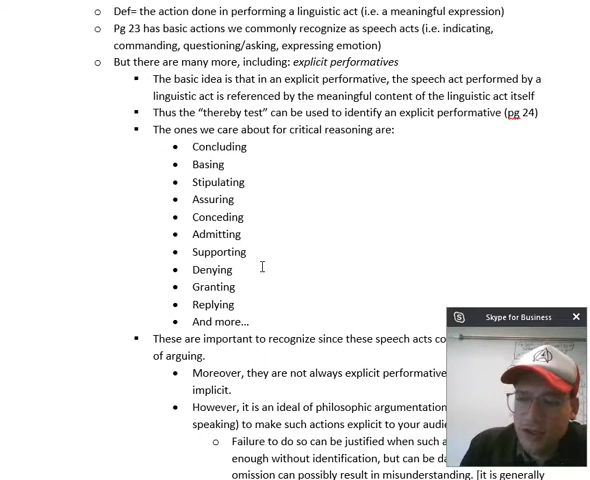 Def= the action done in performing a linguistic act (i.e. a meaningful expression)
Pg 23 has basic actions we commonly recognize as speech acts (i.e. indicating,
commanding, questioning/asking, expressing emotion)
But there are many more, including: explicit performatives
The basic idea is that in an explicit performative, the speech act performed by a
linguistic act is referenced by the meaningful content of the linguistic act itself
Thus the “thereby test” can be used to identify an explicit performative (pg 24)
The ones we care about for critical reasoning are:
Concluding
Basing
Stipulating
Assuring
Conceding
Admitting
Supporting
Denying
Granting
Replying
And more…
These are important to recognize since these speech acts co
of arguing.
Moreover, they are not always explicit performative
implicit.
However, it is an ideal of philosophic argumentation
speaking) to make such actions explicit to your audi
Failure to do so can be justified when such a
enough without identification, but can be da
omission can possibly result in misunderstanding. [it is generally
Skype for Business